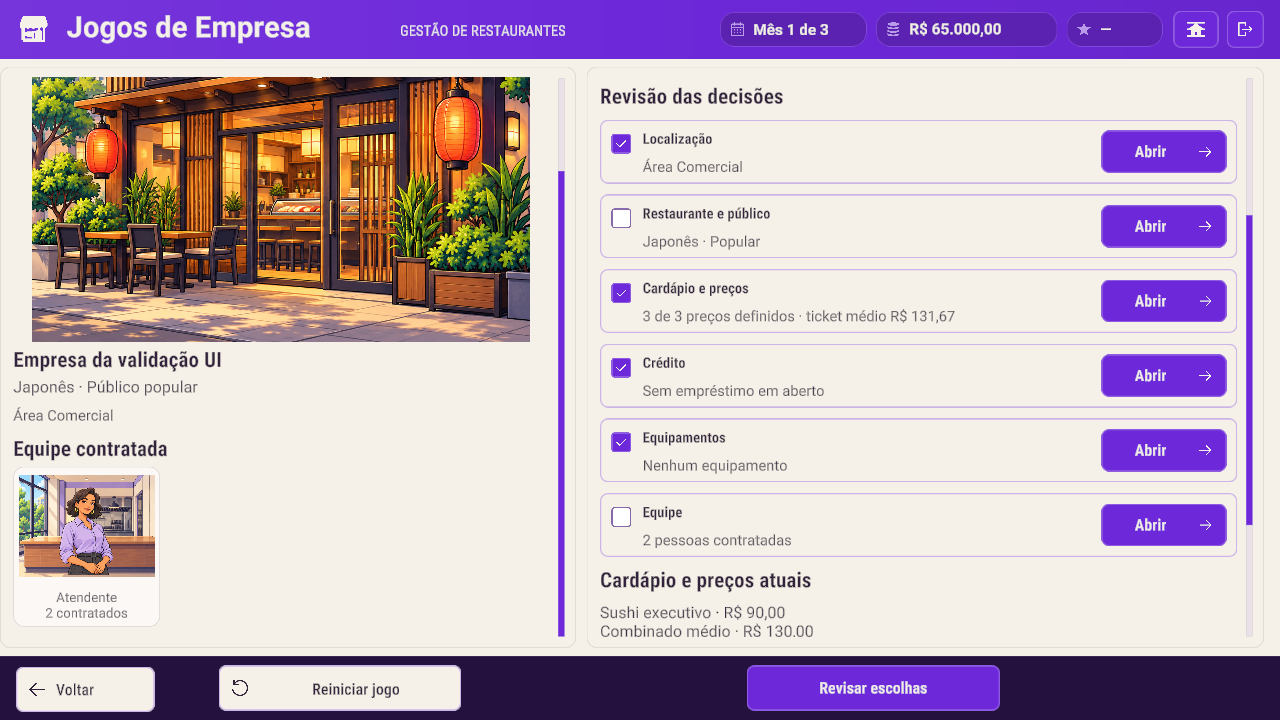 Jogos de Empresa
GESTÃO DE RESTAURANTES
Mês 1 de 3
R$ 65.000,00
–
Empresa da validação UI
Japonês · Público popular
Área Comercial
Equipe contratada
Atendente
2 contratados
Revisão das decisões
Localização
Área Comercial
Abrir
Restaurante e público
Japonês · Popular
Abrir
Cardápio e preços
3 de 3 preços definidos · ticket médio R$ 131,67
Abrir
Crédito
Sem empréstimo em aberto
Abrir
Equipamentos
Nenhum equipamento
Abrir
Equipe
2 pessoas contratadas
Abrir
Cardápio e preços atuais
Sushi executivo · R$ 90,00
Combinado médio · R$ 130,00
Voltar
Reiniciar jogo
Revisar escolhas